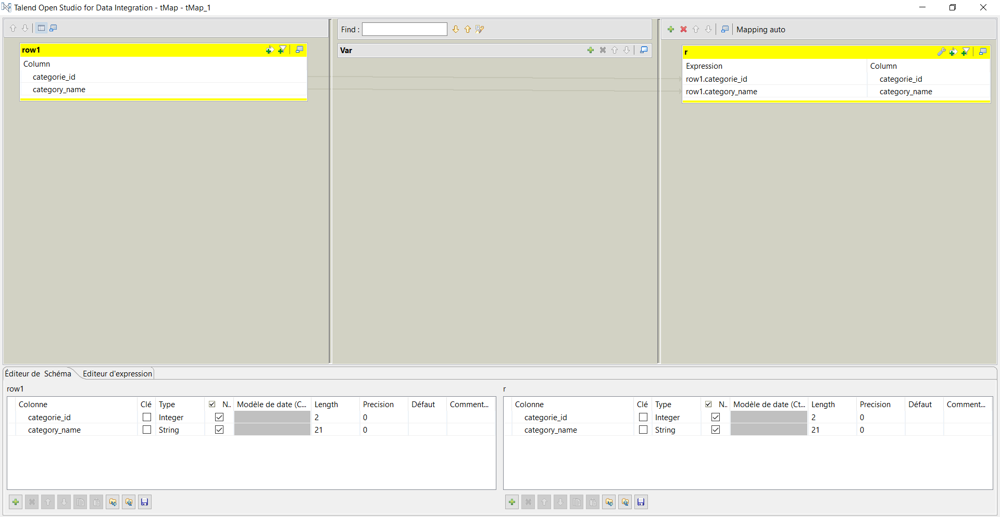 Talend Open Studio for Data Integration - tMap - tMap_1
Find :
Mapping auto
row1
Column
categorie_id
category_name
Var
r
Expression Column
row1.categorie_id categorie_id
row1.category_name category_name
Éditeur de Schéma Editeur d'expression
row1
Colonne Clé Type N.. Modèle de date (C... Length Precision Défaut Comment...
categorie_id Integer 2 0
category_name String 21 0
r
Colonne Clé Type N.. Modèle de date (Ct... Length Precision Défaut Comment...
categorie_id Integer 2 0
category_name String 21 0